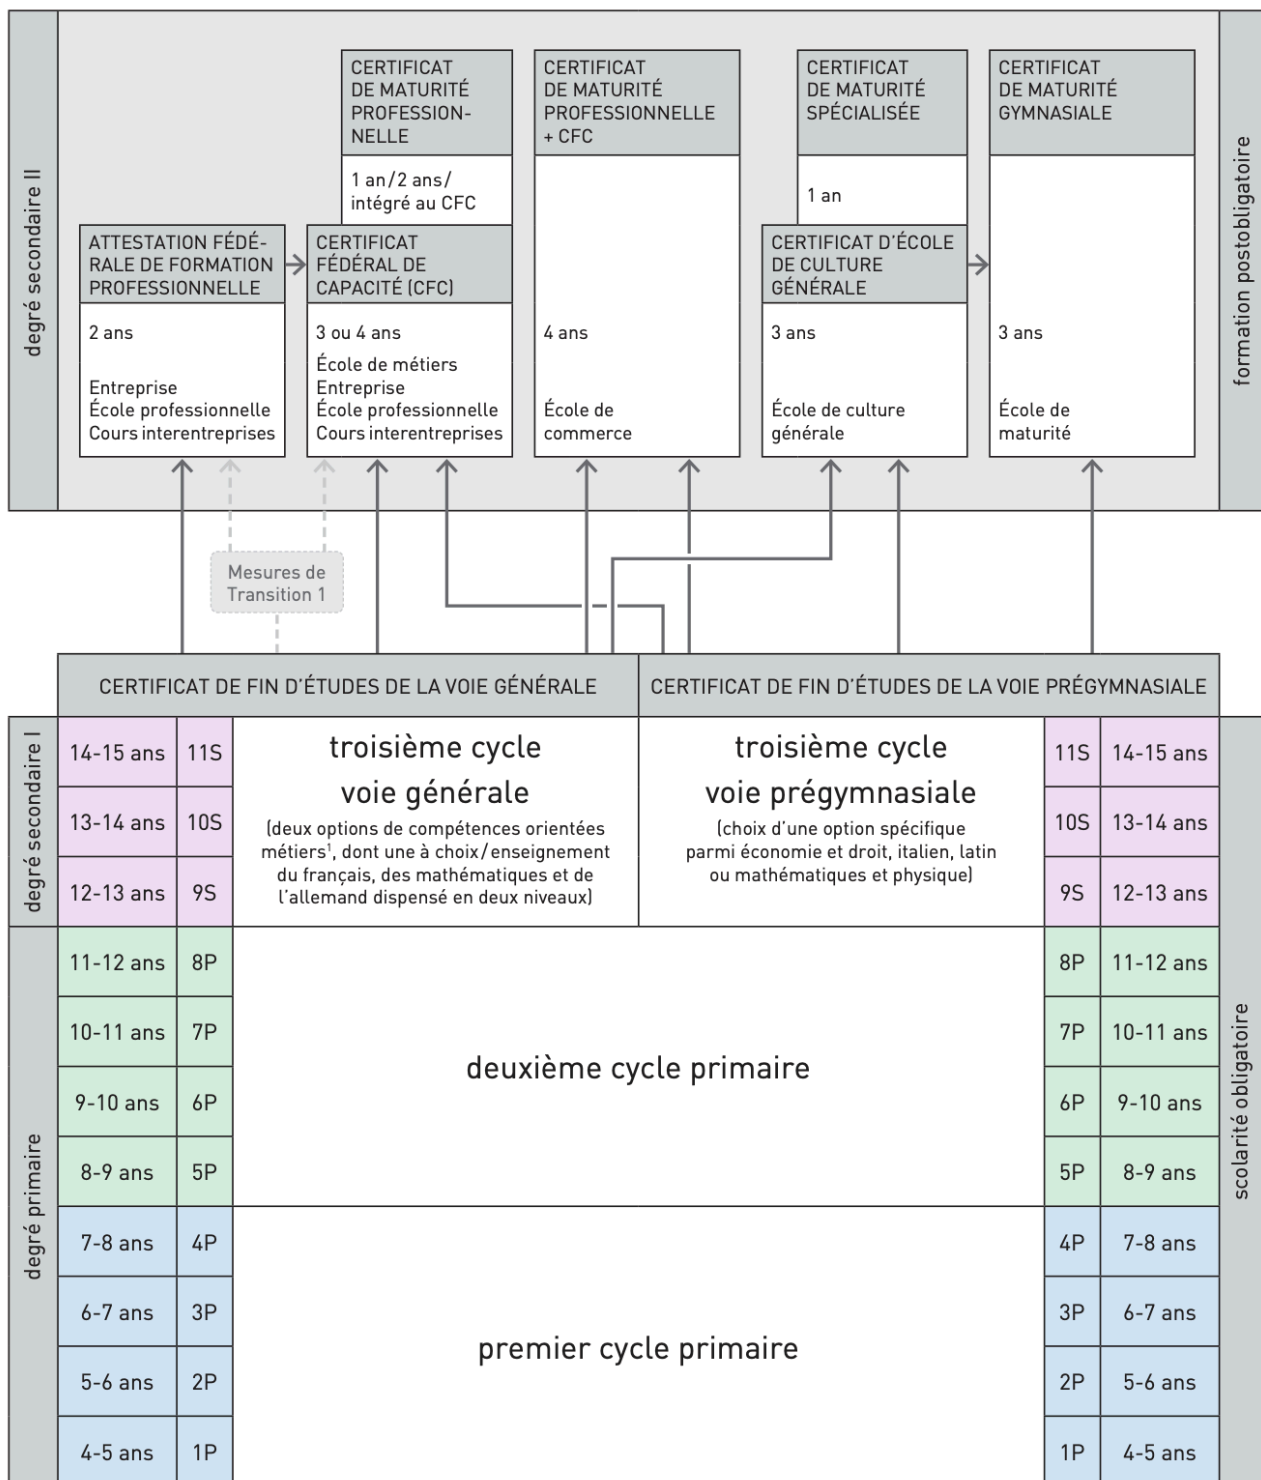 degré secondaire II
formation postobligatoire
CERTIFICAT
DE MATURITÉ
PROFESSION-
NELLE
1 an/2 ans/
intégré au CFC
CERTIFICAT
DE MATURITÉ
PROFESSIONNELLE
+ CFC
CERTIFICAT
DE MATURITÉ
SPÉCIALISÉE
1 an
CERTIFICAT
DE MATURITÉ
GYMNASIALE
ATTESTATION FÉDÉ-
RALE DE FORMATION
PROFESSIONNELLE
2 ans
Entreprise
École professionnelle
Cours interentreprises
CERTIFICAT
FÉDÉRAL DE
CAPACITÉ (CFC)
3 ou 4 ans
École de métiers
Entreprise
École professionnelle
Cours interentreprises
4 ans
École de
commerce
CERTIFICAT D'ÉCOLE
DE CULTURE
GÉNÉRALE
3 ans
École de culture
générale
3 ans
École de
maturité
Mesures de
Transition 1
CERTIFICAT DE FIN D'ÉTUDES DE LA VOIE GÉNÉRALE
CERTIFICAT DE FIN D'ÉTUDES DE LA VOIE PRÉGYMNASIALE
degré secondaire I
14-15 ans 11S
13-14 ans 10S
12-13 ans 9S
troisième cycle
voie générale
(deux options de compétences orientées
métiers¹, dont une à choix/enseignement
du français, des mathématiques et de
l'allemand dispensé en deux niveaux)
troisième cycle
voie prégymnasiale
(choix d'une option spécifique
parmi économie et droit, italien, latin
ou mathématiques et physique)
11S 14-15 ans
10S 13-14 ans
9S 12-13 ans
scolarité obligatoire
degré primaire
11-12 ans 8P
10-11 ans 7P
9-10 ans 6P
8-9 ans 5P
deuxième cycle primaire
8P 11-12 ans
7P 10-11 ans
6P 9-10 ans
5P 8-9 ans
7-8 ans 4P
6-7 ans 3P
5-6 ans 2P
4-5 ans 1P
premier cycle primaire
4P 7-8 ans
3P 6-7 ans
2P 5-6 ans
1P 4-5 ans